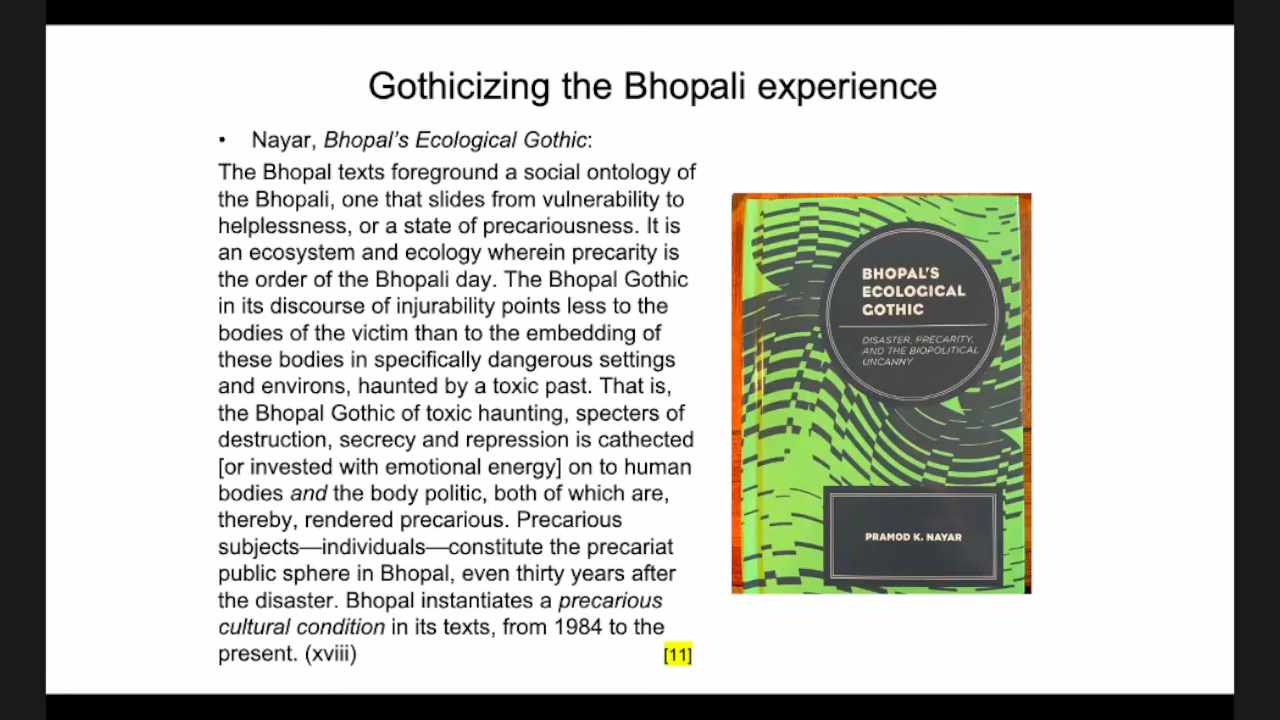 Gothicizing the Bhopali experience
• Nayar, Bhopal's Ecological Gothic:
The Bhopal texts foreground a social ontology of
the Bhopali, one that slides from vulnerability to
helplessness, or a state of precariousness. It is
an ecosystem and ecology wherein precarity is
the order of the Bhopali day. The Bhopal Gothic
in its discourse of injurability points less to the
bodies of the victim than to the embedding of
these bodies in specifically dangerous settings
and environs, haunted by a toxic past. That is,
the Bhopal Gothic of toxic haunting, specters of
destruction, secrecy and repression is cathected
[or invested with emotional energy] on to human
bodies and the body politic, both of which are,
thereby, rendered precarious. Precarious
subjects—individuals—constitute the precariat
public sphere in Bhopal, even thirty years after
the disaster. Bhopal instantiates a precarious
cultural condition in its texts, from 1984 to the
present. (xviii) [11]
BHOPAL'S
ECOLOGICAL
GOTHIC
DISASTER, PRECARITY,
AND THE BIOPOLITICAL
UNCANNY
PRAMOD K. NAYAR